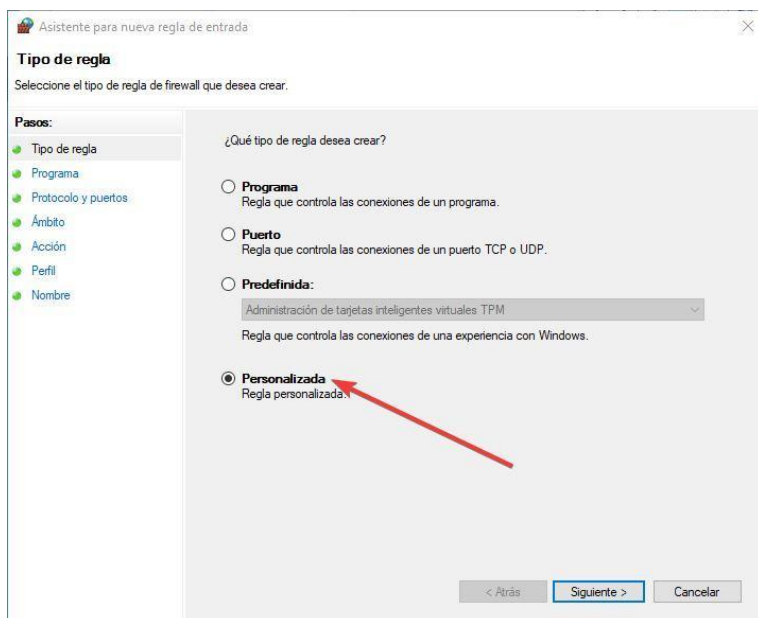 Asistente para nueva regla de entrada
Tipo de regla
Seleccione el tipo de regla de firewall que desea crear.
Pasos:
Tipo de regla
Programa
Protocolo y puertos
Ámbito
Acción
Perfil
Nombre
¿Qué tipo de regla desea crear?
Programa
Regla que controla las conexiones de un programa.
Puerto
Regla que controla las conexiones de un puerto TCP o UDP.
Predefinida:
Administración de tarjetas inteligentes virtuales TPM
Regla que controla las conexiones de una experiencia con Windows.
Personalizada
Regla personalizada.
< Atrás
Siguiente >
Cancelar